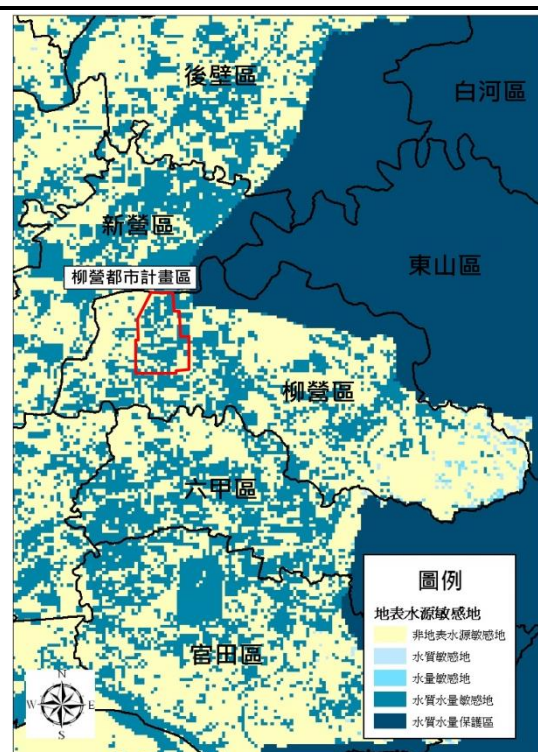 後壁區
白河區
新營區
東山區
柳營都市計畫區
柳營區
六甲區
官田區
圖例
地表水源敏感地
非地表水源敏感地
水質敏感地
水量敏感地
水質水量敏感地
水質水量保護區
N
W
E
S